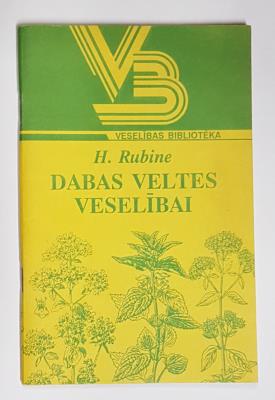 VB
VESELĪBAS BIBLIOTĒKA
H. Rubine
DABAS VELTES
VESELĪBAI